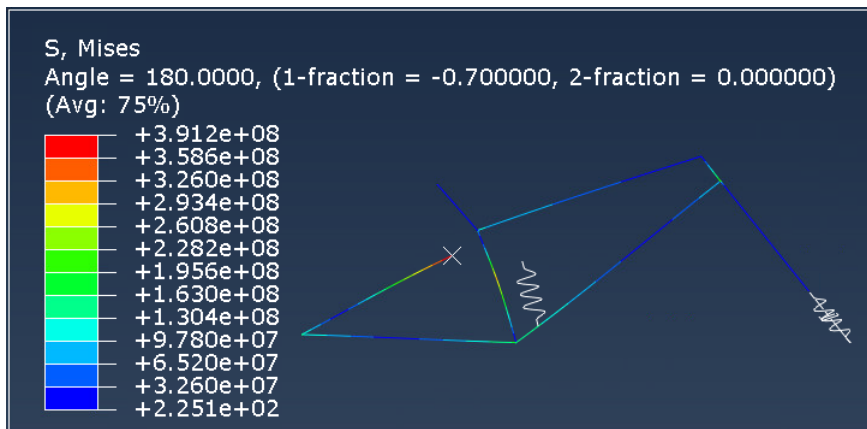 S, Mises
Angle = 180.0000, (1-fraction = -0.700000, 2-fraction = 0.000000)
(Avg: 75%)
+3.912e+08
+3.586e+08
+3.260e+08
+2.934e+08
+2.608e+08
+2.282e+08
+1.956e+08
+1.630e+08
+1.304e+08
+9.780e+07
+6.520e+07
+3.260e+07
+2.251e+02